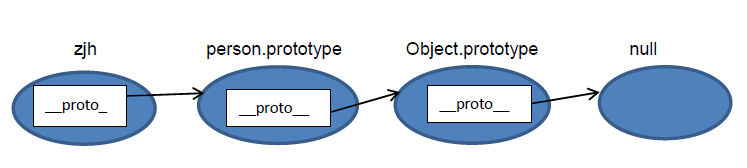 zjh
person.prototype
Object.prototype
null
__proto_
__proto__
__proto__